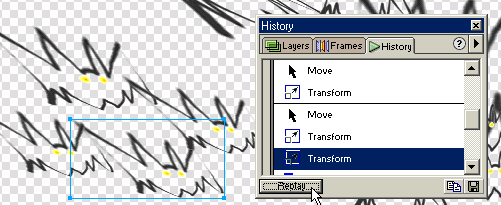 History
Layers Frames History
Move
Transform
Move
Transform
Transform
Replay